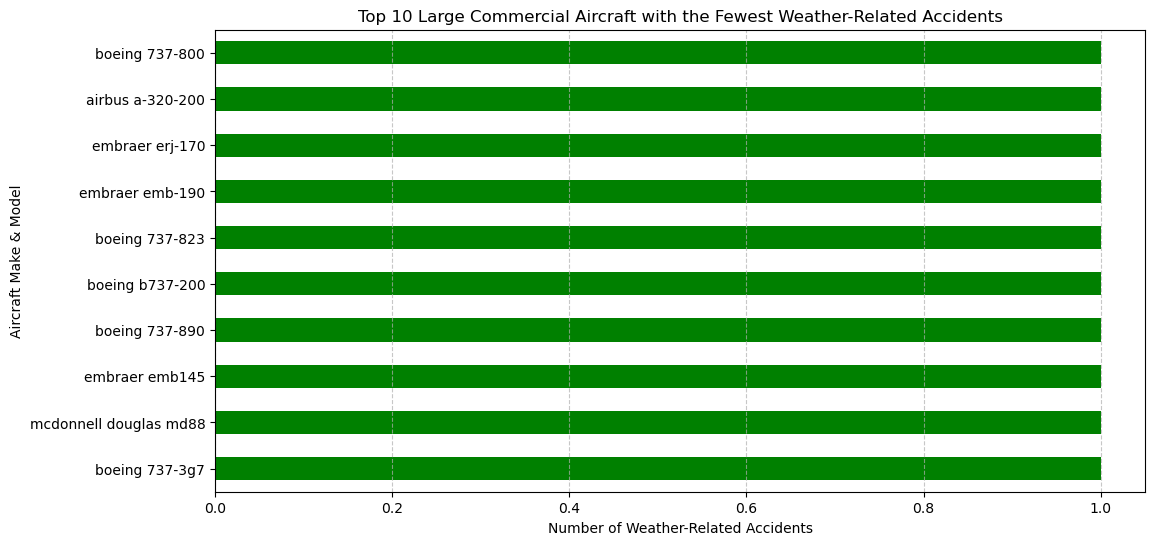 Top 10 Large Commercial Aircraft with the Fewest Weather-Related Accidents
Aircraft Make & Model
boeing 737-800
airbus a-320-200
embraer erj-170
embraer emb-190
boeing 737-823
boeing b737-200
boeing 737-890
embraer emb145
mcdonnell douglas md88
boeing 737-3g7
0.0 0.2 0.4 0.6 0.8 1.0
Number of Weather-Related Accidents